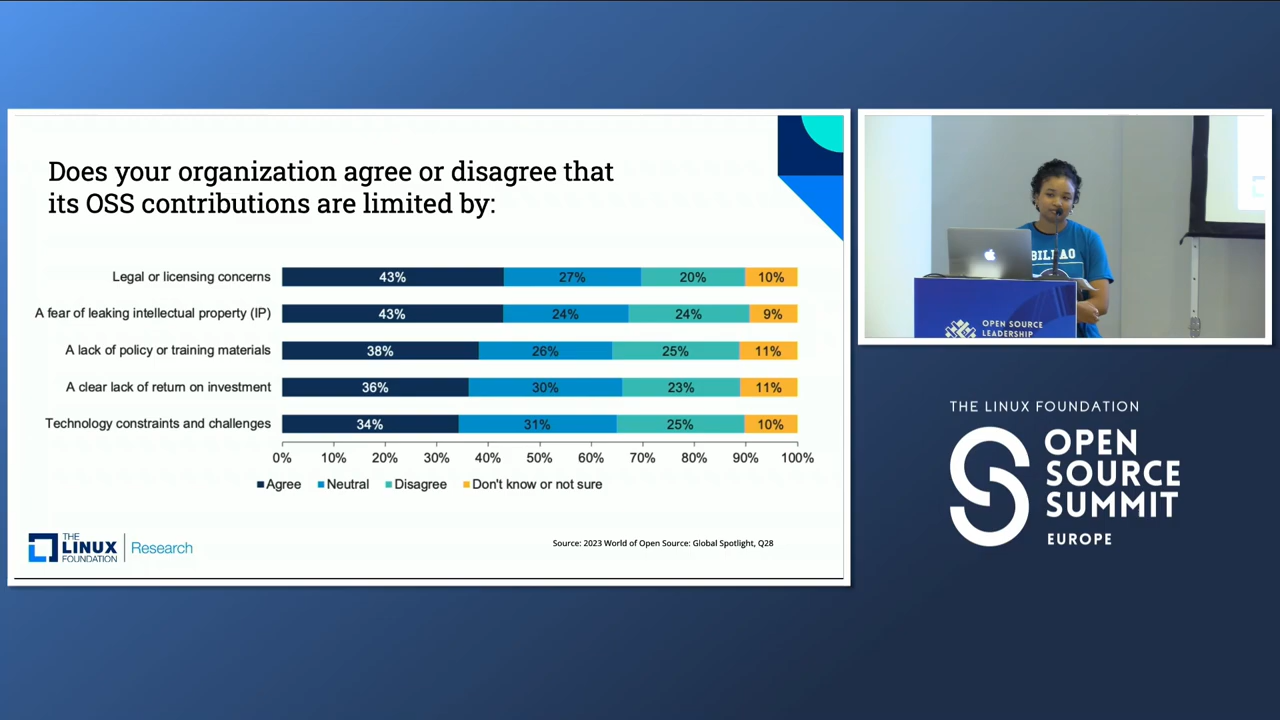 Does your organization agree or disagree that
its OSS contributions are limited by:
Legal or licensing concerns 43% 27% 20% 10%
A fear of leaking intellectual property (IP) 43% 24% 24% 9%
A lack of policy or training materials 38% 26% 25% 11%
A clear lack of return on investment 36% 30% 23% 11%
Technology constraints and challenges 34% 31% 25% 10%
0% 10% 20% 30% 40% 50% 60% 70% 80% 90% 100%
Agree Neutral Disagree Don't know or not sure
THE
LINUX
FOUNDATION
Research
Source: 2023 World of Open Source: Global Spotlight, Q28
BILBAO
OPEN SOURCE
LEADERSHIP
THE LINUX FOUNDATION
OPEN
SOURCE
SUMMIT
EUROPE